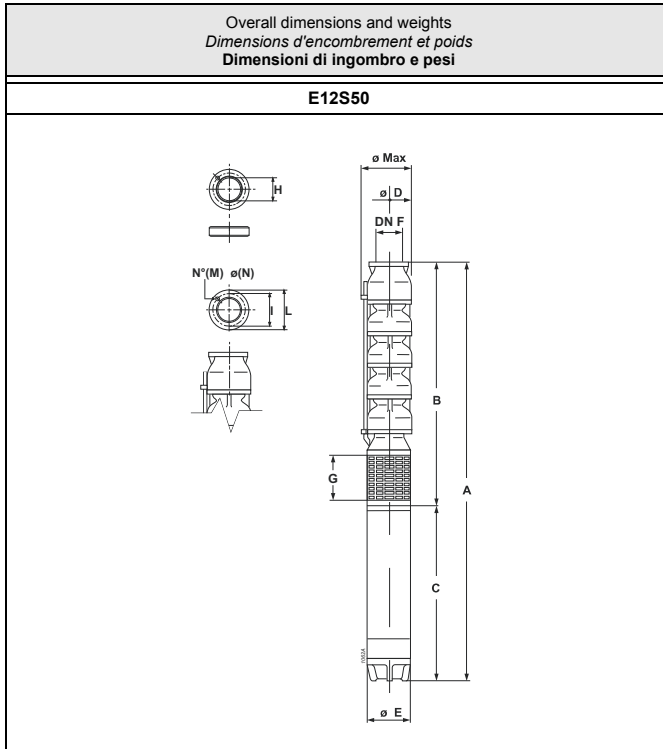 Overall dimensions and weights
Dimensions d'encombrement et poids
Dimensioni di ingombro e pesi
E12S50
ø Max
ø D
DN F
H
N°(M) ø(N)
I
L
B
A
G
C
ø E